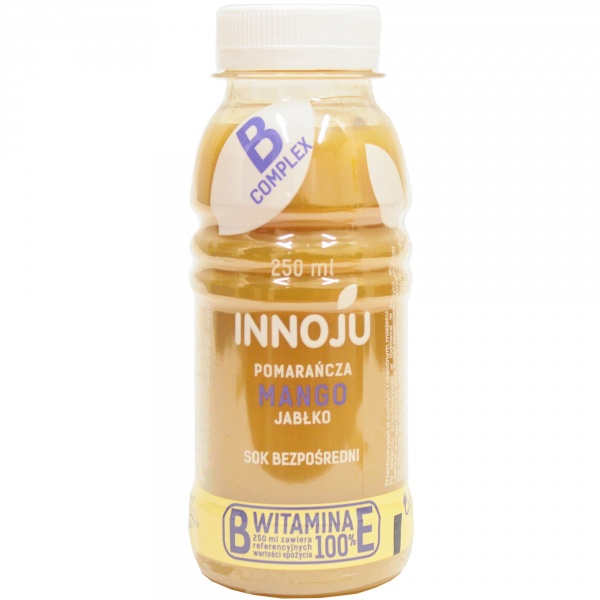 B
COMPLEX
250 ml
INNOJU
POMARAŃCZA
MANGO
JABŁKO
SOK BEZPOŚREDNI
B WITAMINA E
250 ml zawiera
referencyjnych
wartości spożycia
100%